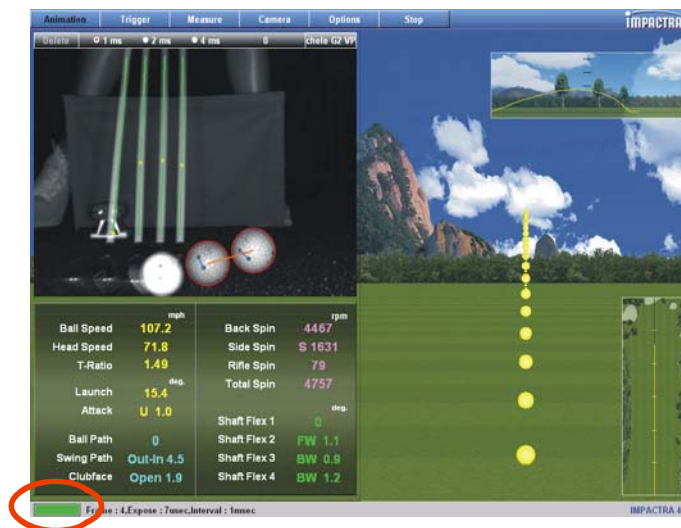 Animation Trigger Measure Camera Options Stop
IMPACTRA
Delete 1 ms 2 ms 4 ms 0 chele G2 VP
mph rpm
Ball Speed 107.2 Back Spin 4467
Head Speed 71.8 Side Spin S 1631
T-Ratio 1.49 Rifle Spin 79
deg. Total Spin 4757
Launch 15.4 deg.
Attack U 1.0 Shaft Flex 1 0
Ball Path 0 Shaft Flex 2 FW 1.1
Swing Path Out-In 4.5 Shaft Flex 3 BW 0.9
Clubface Open 1.9 Shaft Flex 4 BW 1.2
Frame : 4,Expose : 7usec,Interval : 1msec IMPACTRA 4